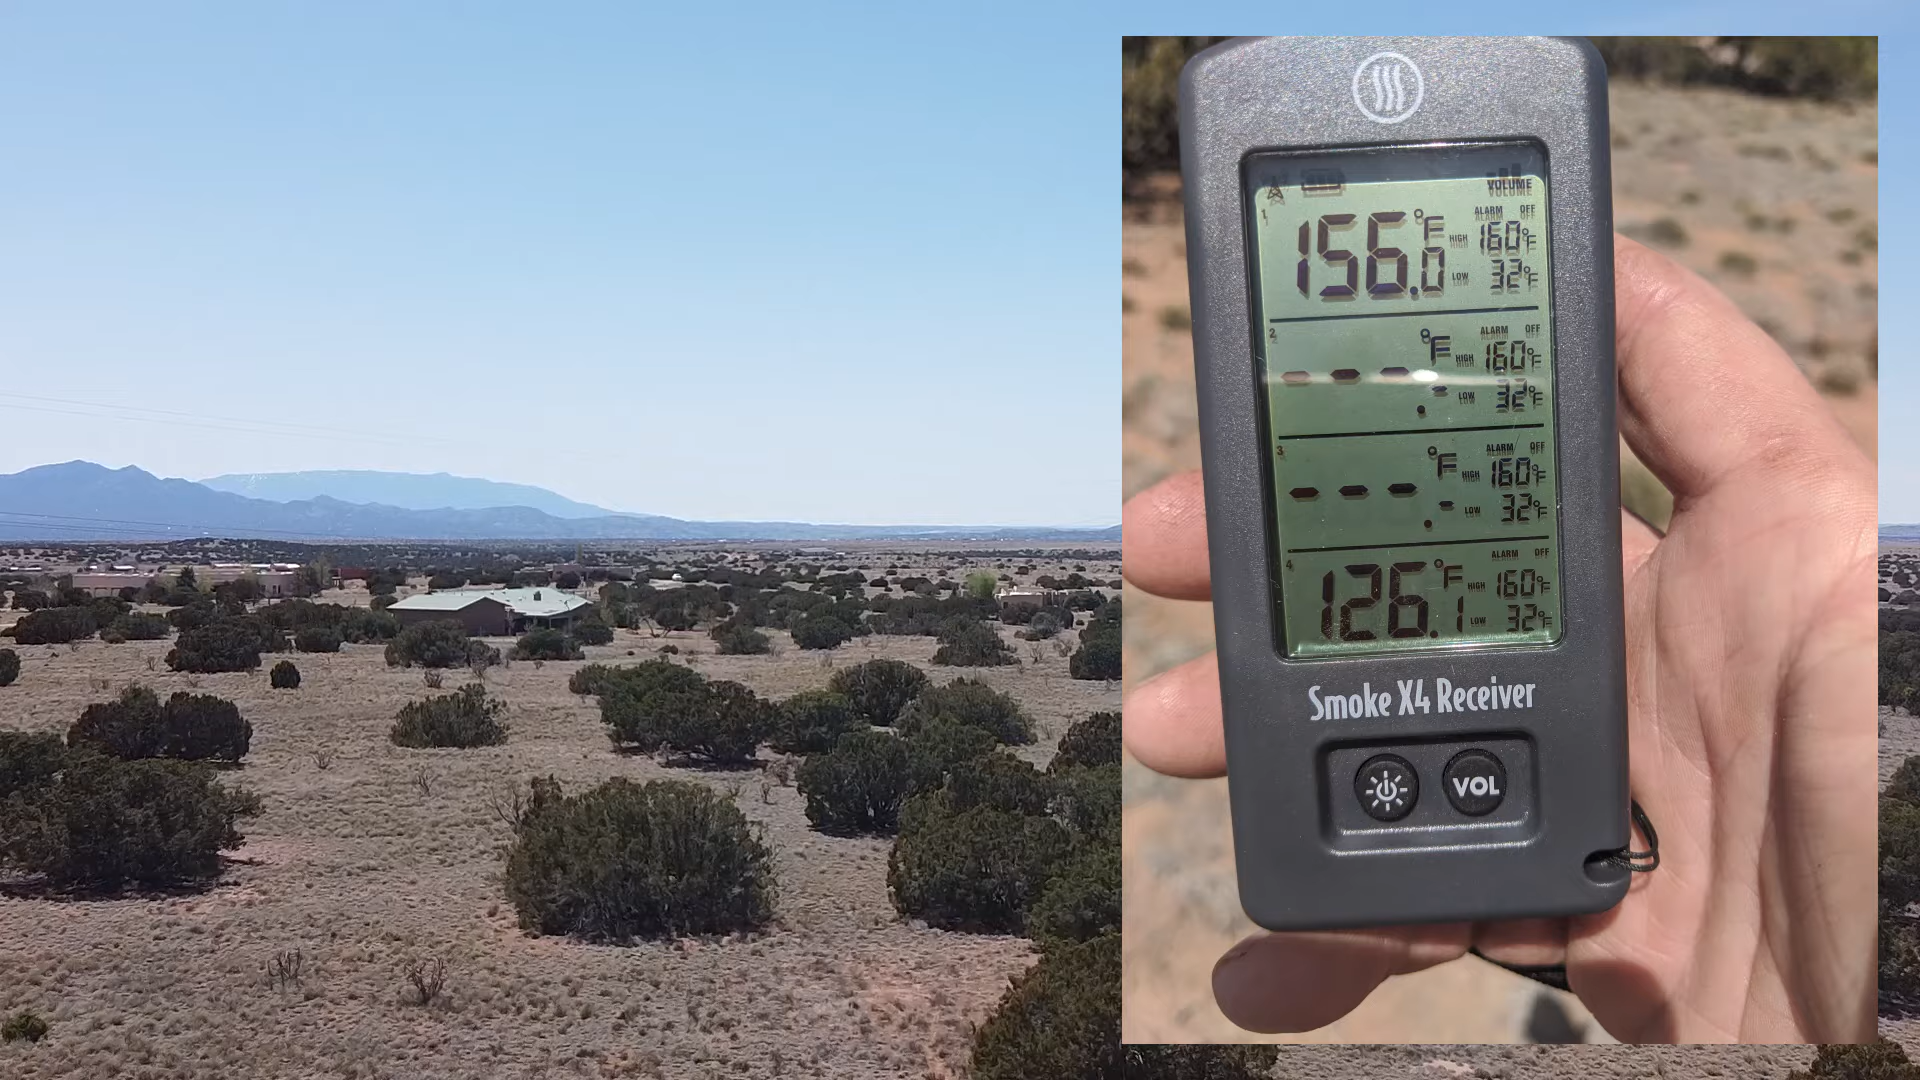 VOLUME
1
156.0°F
ALARM OFF
HIGH 160°F
LOW 32°F
2
---.-°F
ALARM OFF
HIGH 160°F
LOW 32°F
3
---.-°F
ALARM OFF
HIGH 160°F
LOW 32°F
4
126.1°F
ALARM OFF
HIGH 160°F
LOW 32°F
Smoke X4 Receiver
VOL